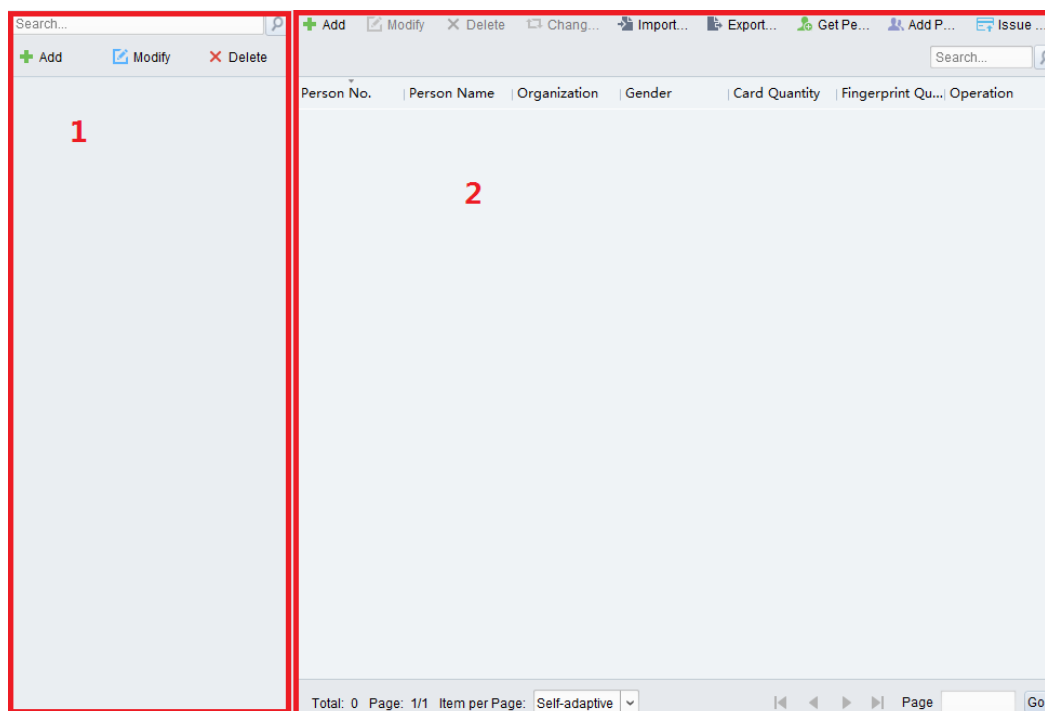 Search...
Add Modify Delete
1
Add Modify Delete Chang... Import... Export... Get Pe... Add P... Issue ...
Search...
Person No. Person Name Organization Gender Card Quantity Fingerprint Qu... Operation
2
Total: 0 Page: 1/1 Item per Page: Self-adaptive Page Go